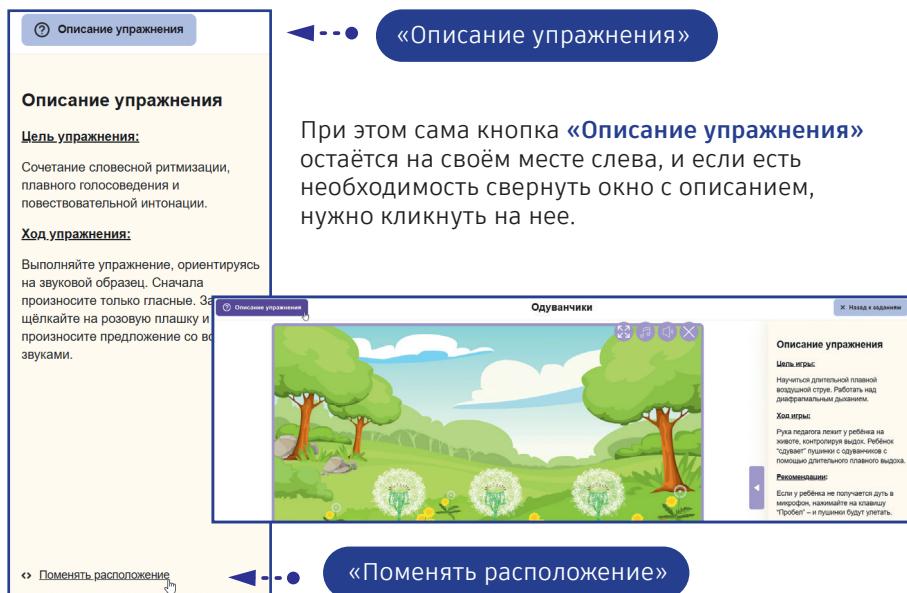 Описание упражнения
«Описание упражнения»
Описание упражнения
Цель упражнения:
Сочетание словесной ритмизации,
плавного голосоведения и
повествовательной интонации.
Ход упражнения:
Выполняйте упражнение, ориентируясь
на звуковой образец. Сначала
произносите только гласные.
щёлкайте на розовую плашку и
произносите предложение со
звуками.
При этом сама кнопка «Описание упражнения»
остаётся на своём месте слева, и если есть
необходимость свернуть окно с описанием,
нужно кликнуть на нее.
Описание упражнения
Одуванчики
Назад к заданиям
Описание упражнения
Цель игры:
Научиться длительной плавной
воздушной струе. Работать над
диафрагмальным дыханием.
Ход игры:
Рука педагога лежит у ребёнка на
животе, контролируя выдох. Ребёнок
"сдувает" пушинки с одуванчиков с
помощью длительного плавного выдоха.
Рекомендации:
Если у ребёнка не получается дуть в
микрофон, нажимайте на клавишу
"Пробел" – и пушинки будут улетать.
Поменять расположение
«Поменять расположение»